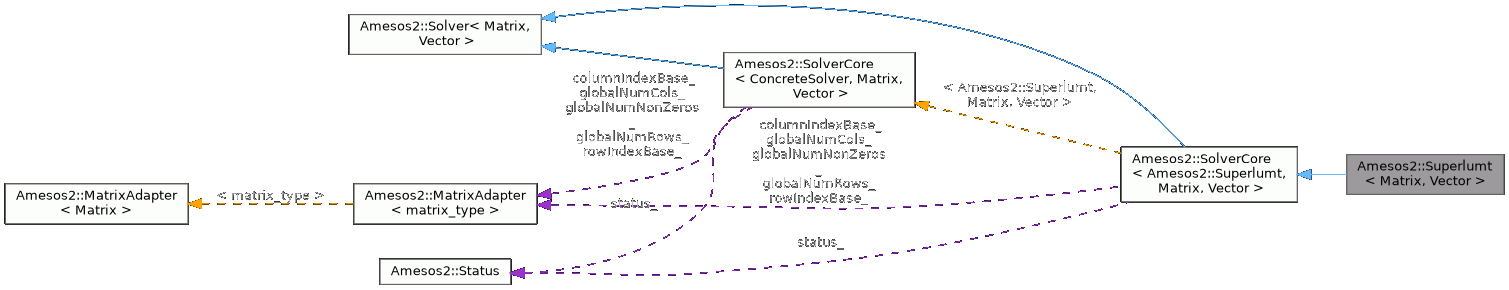 Amesos2::Solver< Matrix,
Vector >
Amesos2::SolverCore
< ConcreteSolver, Matrix,
Vector >
columnIndexBase_
globalNumCols_
globalNumNonZeros
_
globalNumRows_
rowIndexBase_
< Amesos2::Superlumt,
Matrix, Vector >
columnIndexBase_
globalNumCols_
globalNumNonZeros
_
globalNumRows_
rowIndexBase_
Amesos2::SolverCore
< Amesos2::Superlumt,
Matrix, Vector >
Amesos2::Superlumt
< Matrix, Vector >
Amesos2::MatrixAdapter
< Matrix >
< matrix_type >
Amesos2::MatrixAdapter
< matrix_type >
status_
status_
Amesos2::Status